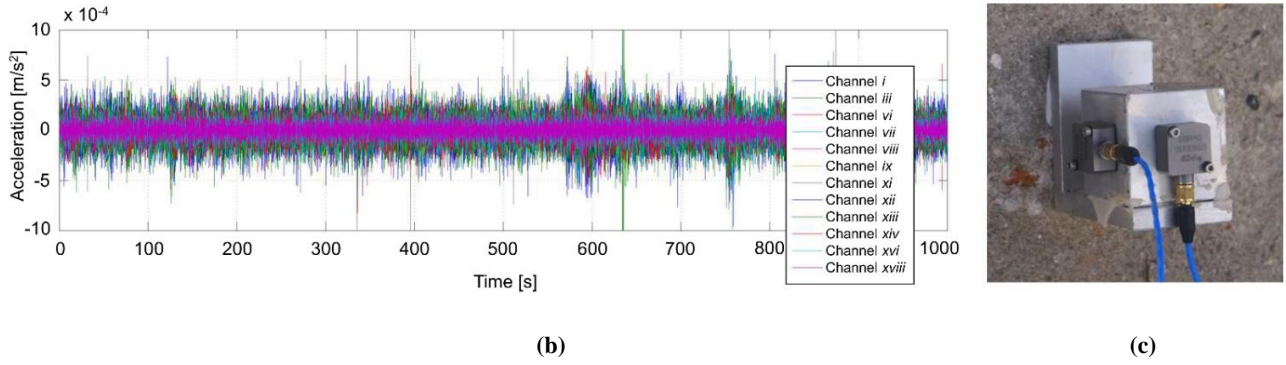 x 10-4
10
5
0
-5
-10
Acceleration [m/s²]
0 100 200 300 400 500 600 700 800 1000
Time [s]
Channel i
Channel iii
Channel vi
Channel vii
Channel viii
Channel ix
Channel xi
Channel xii
Channel xiii
Channel xiv
Channel xvi
Channel xviii
(b) (c)